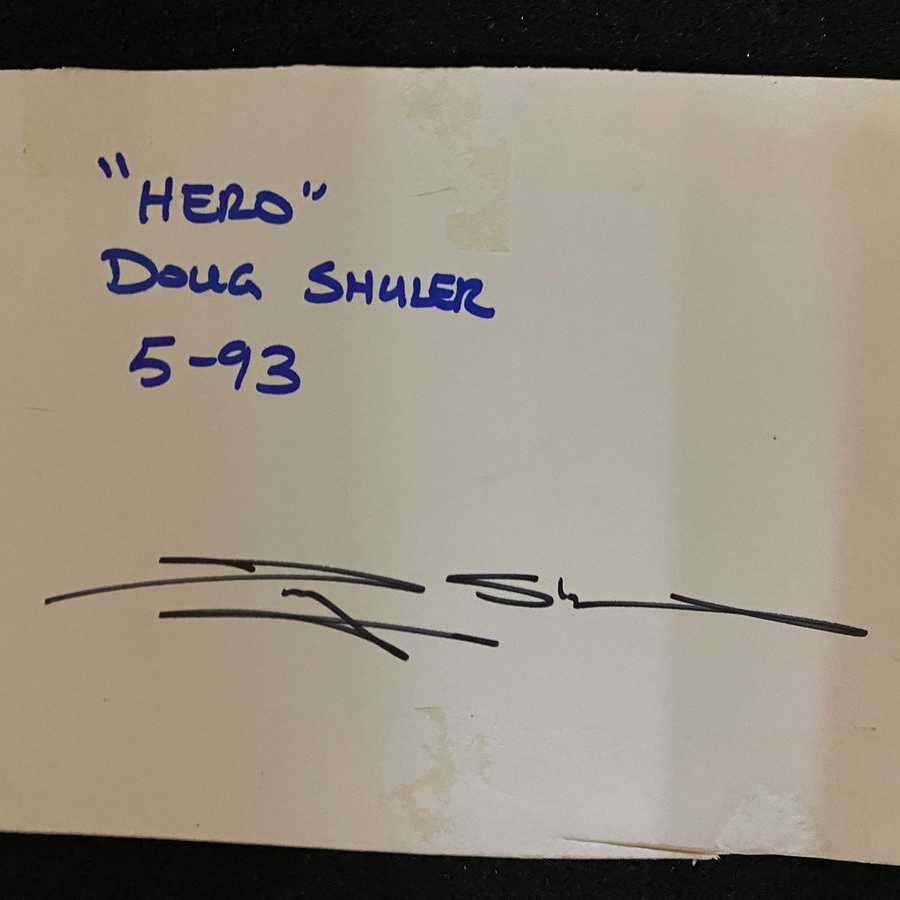 "HERO"
DOUG SHULER
5-93